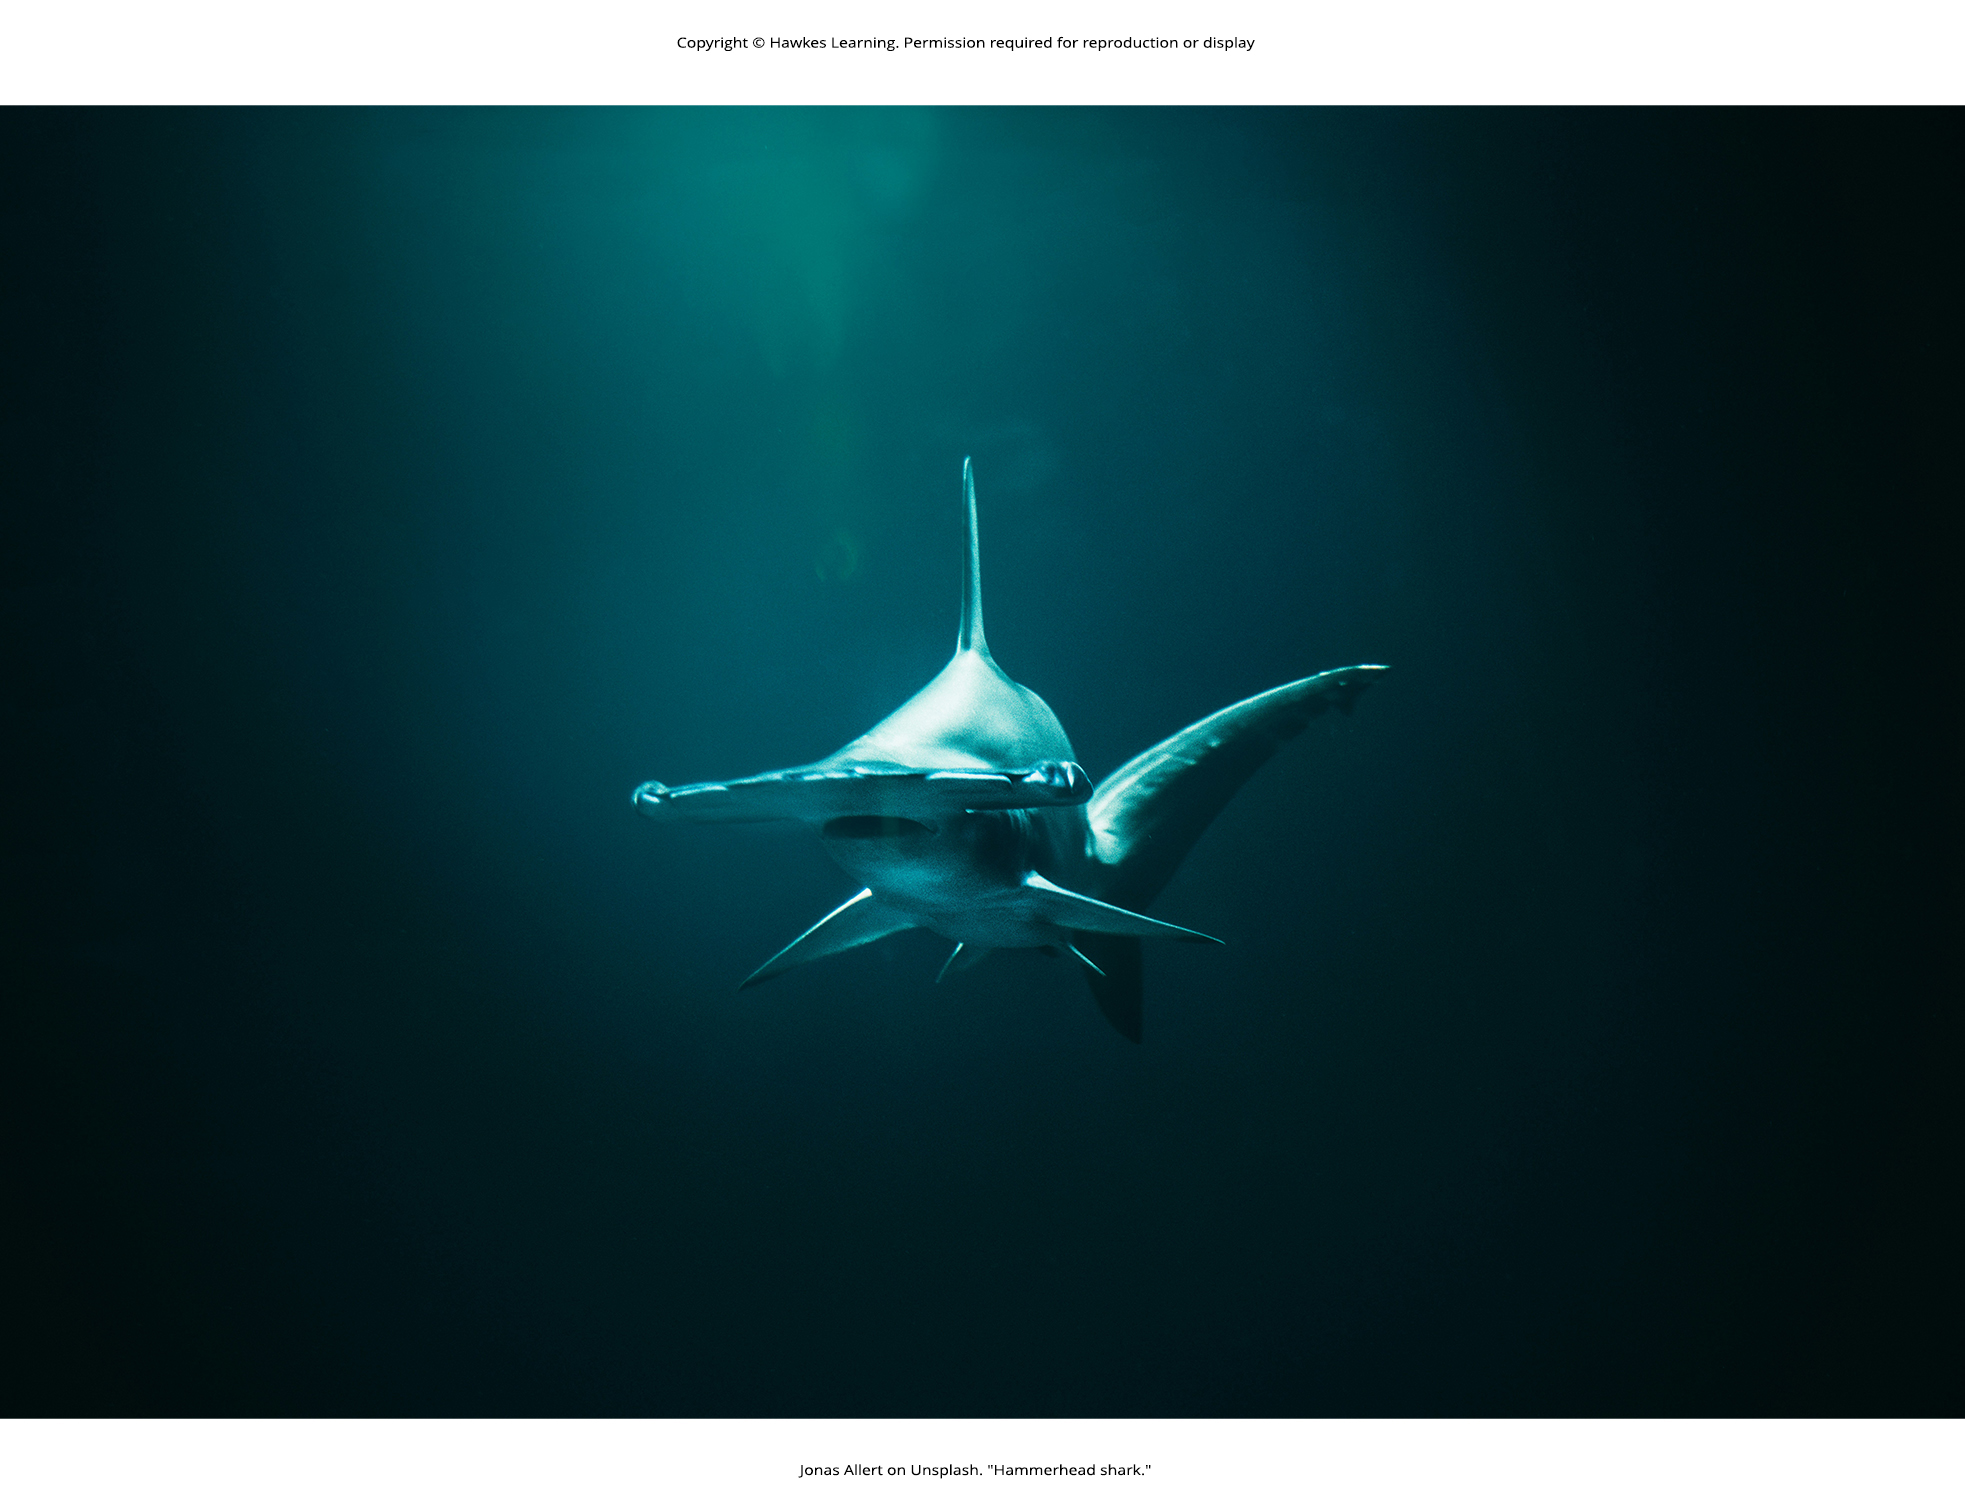 Copyright © Hawkes Learning. Permission required for reproduction or display
Jonas Allert on Unsplash. "Hammerhead shark."